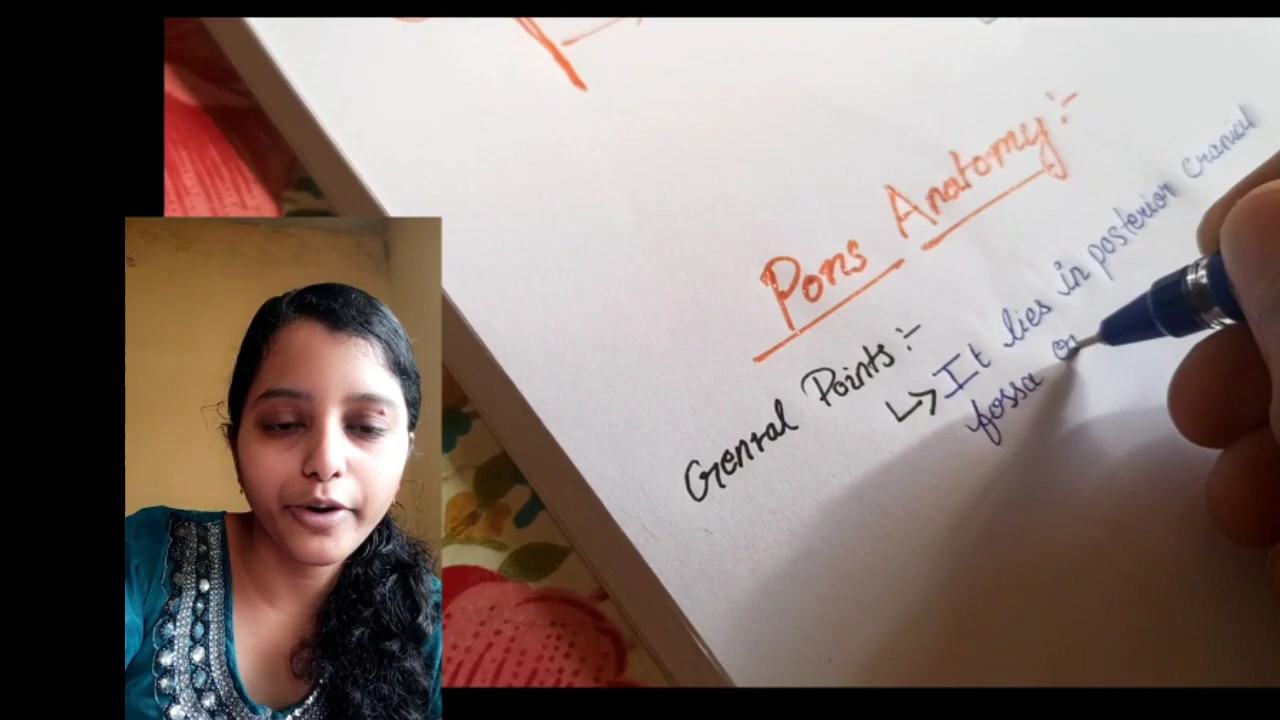 Pons Anatomy :-
Genral Points :-
↳ It lies in posterior cranial
fossa on